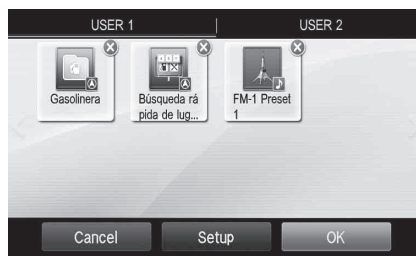 USER 1 | USER 2
Gasolinera
Búsqueda rá
pida de lug...
FM-1 Preset
1
Cancel Setup OK